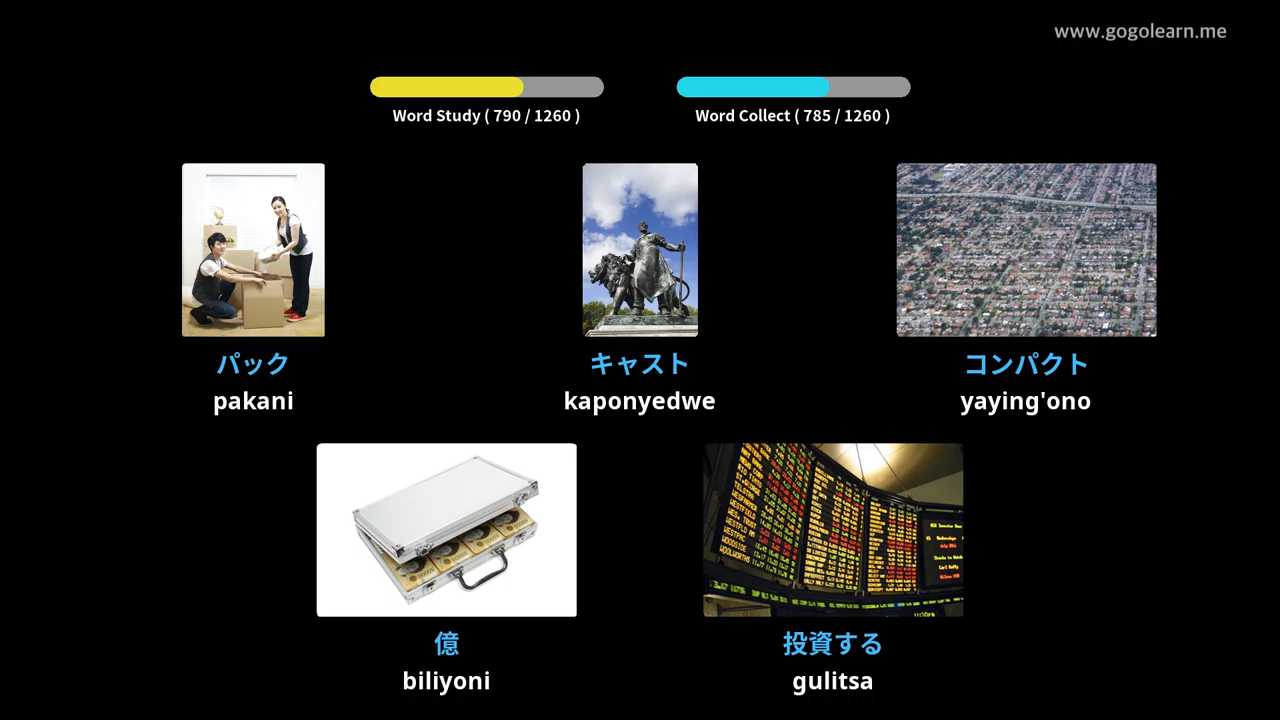 www.gogolearn.me
Word Study ( 790 / 1260 )
Word Collect ( 785 / 1260 )
パック
pakani
キャスト
kaponyedwe
コンパクト
yaying'ono
億
biliyoni
投資する
gulitsa